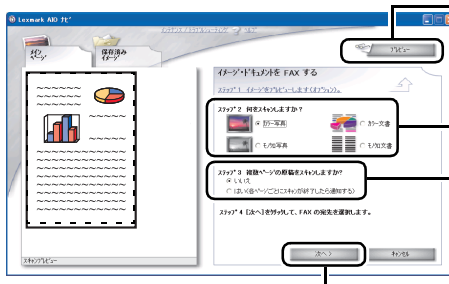 Lexmark AIO ナビ
メイン
ページ
保存済み
イメージ
プレビュー
イメージ・ドキュメントを FAX する
ステップ 1 イメージをプレビューします(オプション)。
ステップ 2 何をスキャンしますか?
カラー写真
カラー文書
モノクロ写真
モノクロ文書
ステップ 3 複数ページの原稿をスキャンしますか?
いいえ
はい(各ページごとにスキャンが終了したら通知する)
ステップ 4 [次へ]をクリックして、FAX の宛先を選択します。
次へ >
キャンセル
スキャンプレビュー